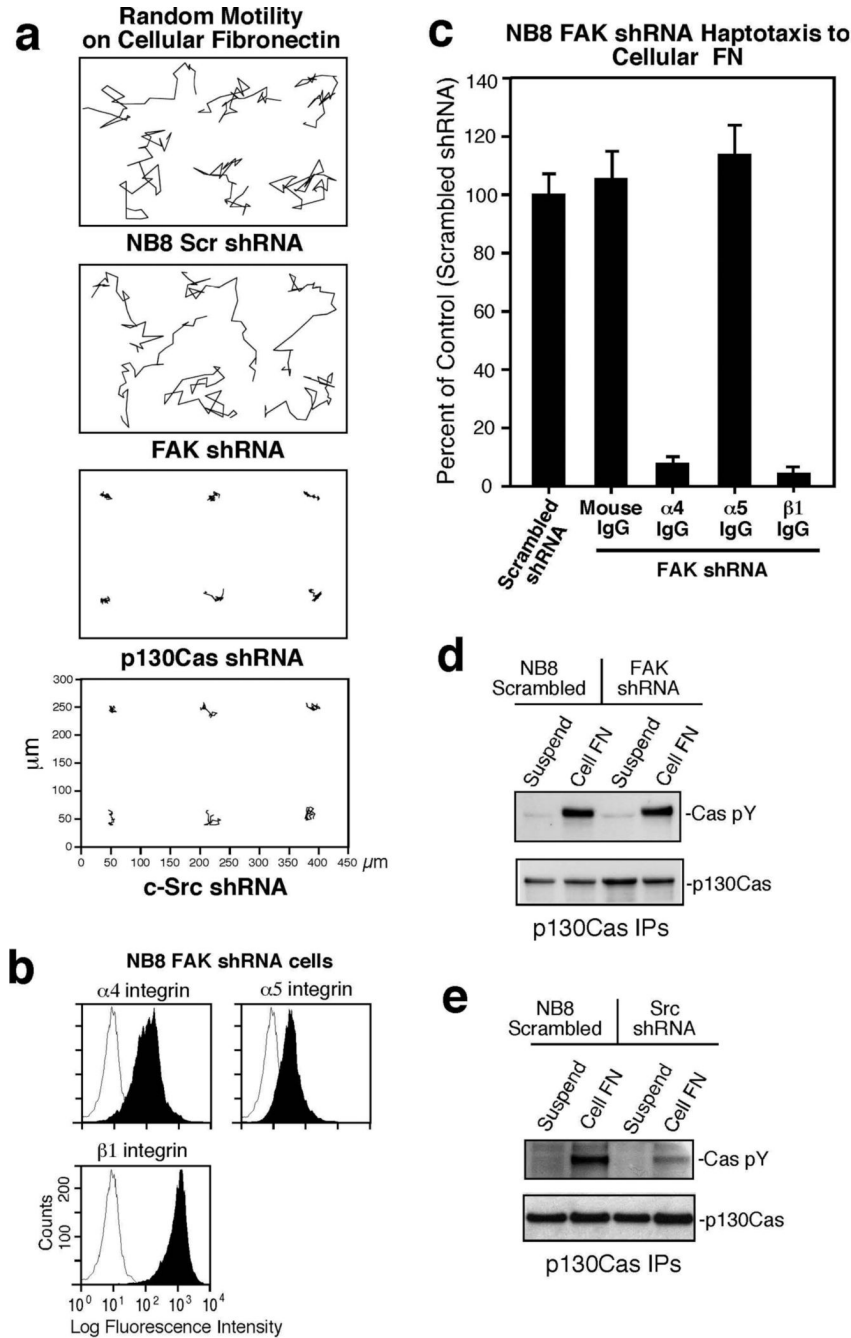 a
Random Motility
on Cellular Fibronectin
NB8 Scr shRNA
FAK shRNA
p130Cas shRNA
300
250
200
150
100
50
0
μm
0 50 100 150 200 250 300 350 400 450 μm
c-Src shRNA
b
NB8 FAK shRNA cells
α4 integrin
α5 integrin
β1 integrin
Counts
200
100
10⁰ 10¹ 10² 10³ 10⁴
Log Fluorescence Intensity
c
NB8 FAK shRNA Haptotaxis to
Cellular FN
Percent of Control (Scrambled shRNA)
140
120
100
80
60
40
20
0
Scrambled
shRNA
Mouse
IgG
α4
IgG
α5
IgG
β1
IgG
FAK shRNA
d
NB8
Scrambled
FAK
shRNA
Suspend
Cell FN
Suspend
Cell FN
-Cas pY
-p130Cas
p130Cas IPs
e
NB8
Scrambled
Src
shRNA
Suspend
Cell FN
Suspend
Cell FN
-Cas pY
-p130Cas
p130Cas IPs